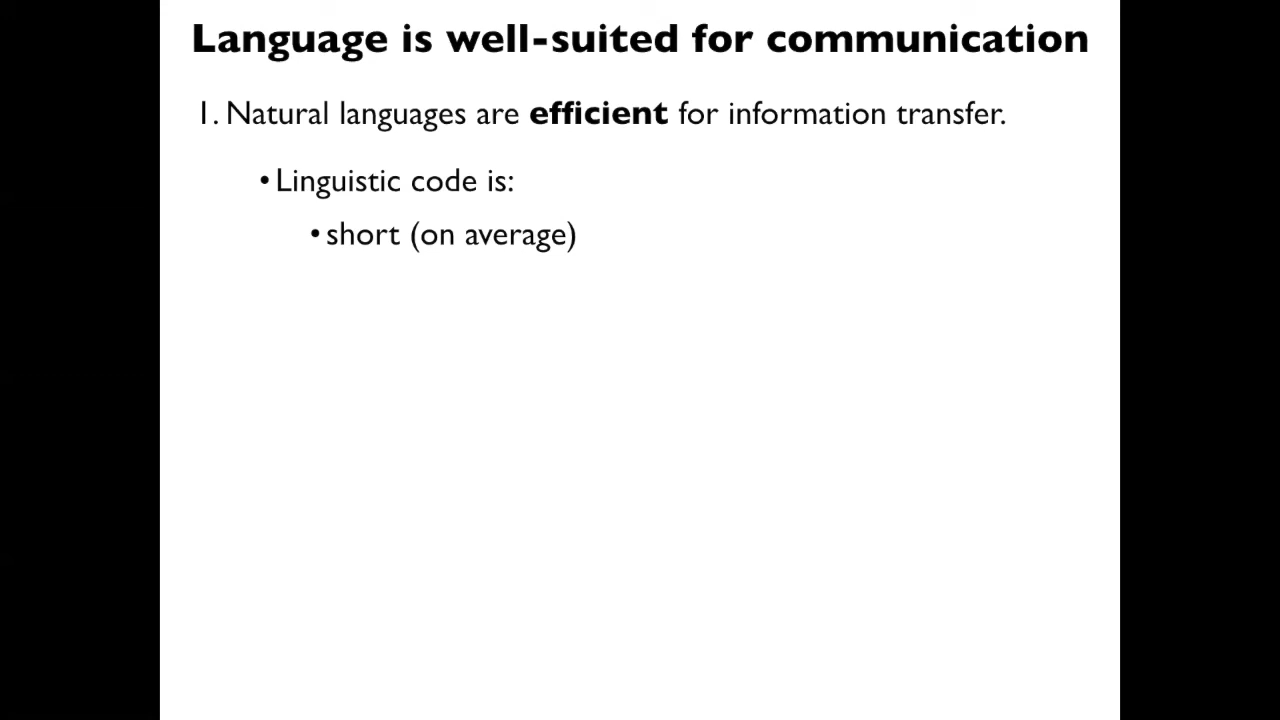 Language is well-suited for communication
1. Natural languages are efficient for information transfer.
• Linguistic code is:
• short (on average)